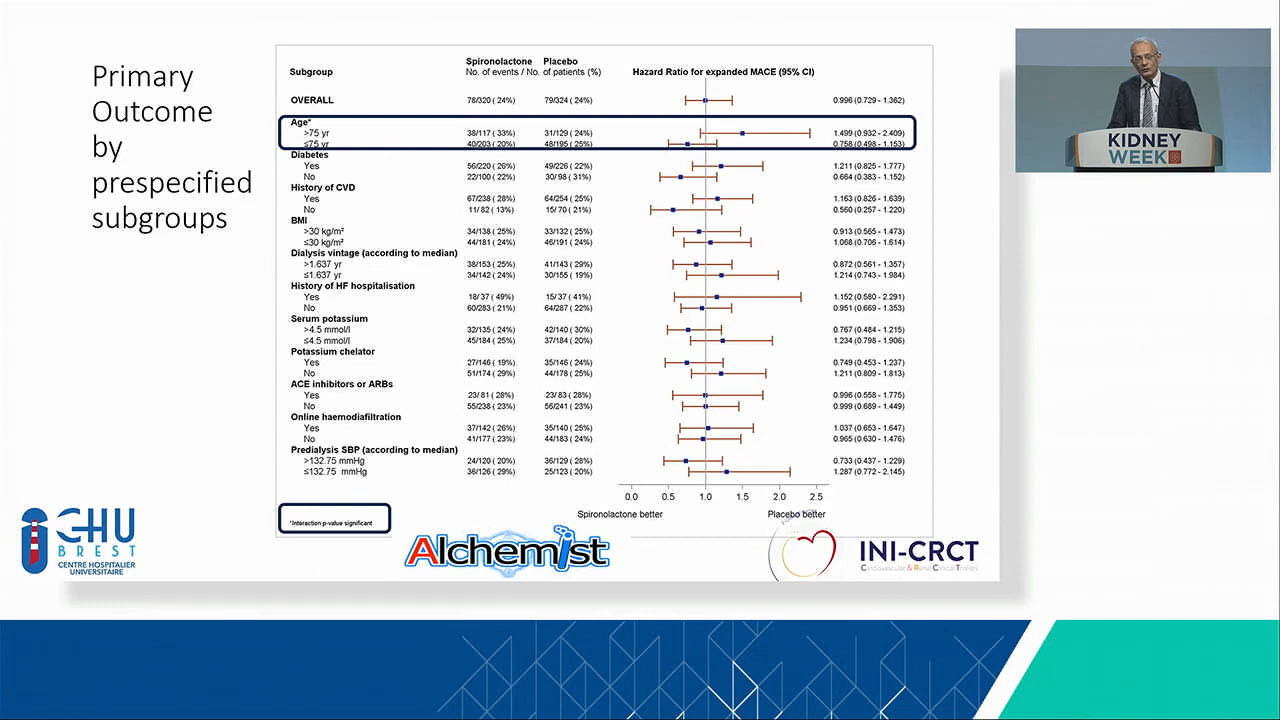 Primary
Outcome
by
prespecified
subgroups
Spironolactone Placebo
Subgroup No. of events / No. of patients (%) Hazard Ratio for expanded MACE (95% CI)
OVERALL 78/320 ( 24%) 79/324 ( 24%) 0.996 (0.729 - 1.362)
Age*
>75 yr 38/117 ( 33%) 31/129 ( 24%) 1.499 (0.932 - 2.409)
≤75 yr 40/203 ( 20%) 48/195 ( 25%) 0.758 (0.498 - 1.153)
Diabetes
Yes 56/220 ( 26%) 49/226 ( 22%) 1.211 (0.825 - 1.777)
No 22/100 ( 22%) 30/ 98 ( 31%) 0.664 (0.383 - 1.152)
History of CVD
Yes 67/238 ( 28%) 64/254 ( 25%) 1.163 (0.826 - 1.639)
No 11/ 82 ( 13%) 15/ 70 ( 21%) 0.560 (0.257 - 1.220)
BMI
>30 kg/m² 34/138 ( 25%) 33/132 ( 25%) 0.913 (0.565 - 1.473)
≤30 kg/m² 44/181 ( 24%) 46/191 ( 24%) 1.068 (0.706 - 1.614)
Dialysis vintage (according to median)
>1.637 yr 38/153 ( 25%) 41/143 ( 29%) 0.872 (0.561 - 1.357)
≤1.637 yr 34/142 ( 24%) 30/155 ( 19%) 1.214 (0.743 - 1.984)
History of HF hospitalisation
Yes 18/ 37 ( 49%) 15/ 37 ( 41%) 1.152 (0.580 - 2.291)
No 60/283 ( 21%) 64/287 ( 22%) 0.951 (0.669 - 1.353)
Serum potassium
>4.5 mmol/l 32/135 ( 24%) 42/140 ( 30%) 0.767 (0.484 - 1.215)
≤4.5 mmol/l 45/184 ( 25%) 37/184 ( 20%) 1.234 (0.798 - 1.906)
Potassium chelator
Yes 27/146 ( 19%) 35/146 ( 24%) 0.749 (0.453 - 1.237)
No 51/174 ( 29%) 44/178 ( 25%) 1.211 (0.809 - 1.813)
ACE inhibitors or ARBs
Yes 23/ 81 ( 28%) 23/ 83 ( 28%) 0.996 (0.558 - 1.775)
No 55/238 ( 23%) 56/241 ( 23%) 0.999 (0.689 - 1.449)
Online haemodiafiltration
Yes 37/142 ( 26%) 35/140 ( 25%) 1.037 (0.653 - 1.647)
No 41/177 ( 23%) 44/183 ( 24%) 0.965 (0.630 - 1.476)
Predialysis SBP (according to median)
>132.75 mmHg 24/120 ( 20%) 36/129 ( 28%) 0.733 (0.437 - 1.229)
≤132.75 mmHg 36/126 ( 29%) 25/123 ( 20%) 1.287 (0.772 - 2.145)
0.0 0.5 1.0 1.5 2.0 2.5
Spironolactone better Placebo better
*Interaction p-value significant
CHU
BREST
CENTRE HOSPITALIER
UNIVERSITAIRE
Alchemist
INI-CRCT
Cardiovascular & Renal Clinical Trialists
KIDNEY
WEEK